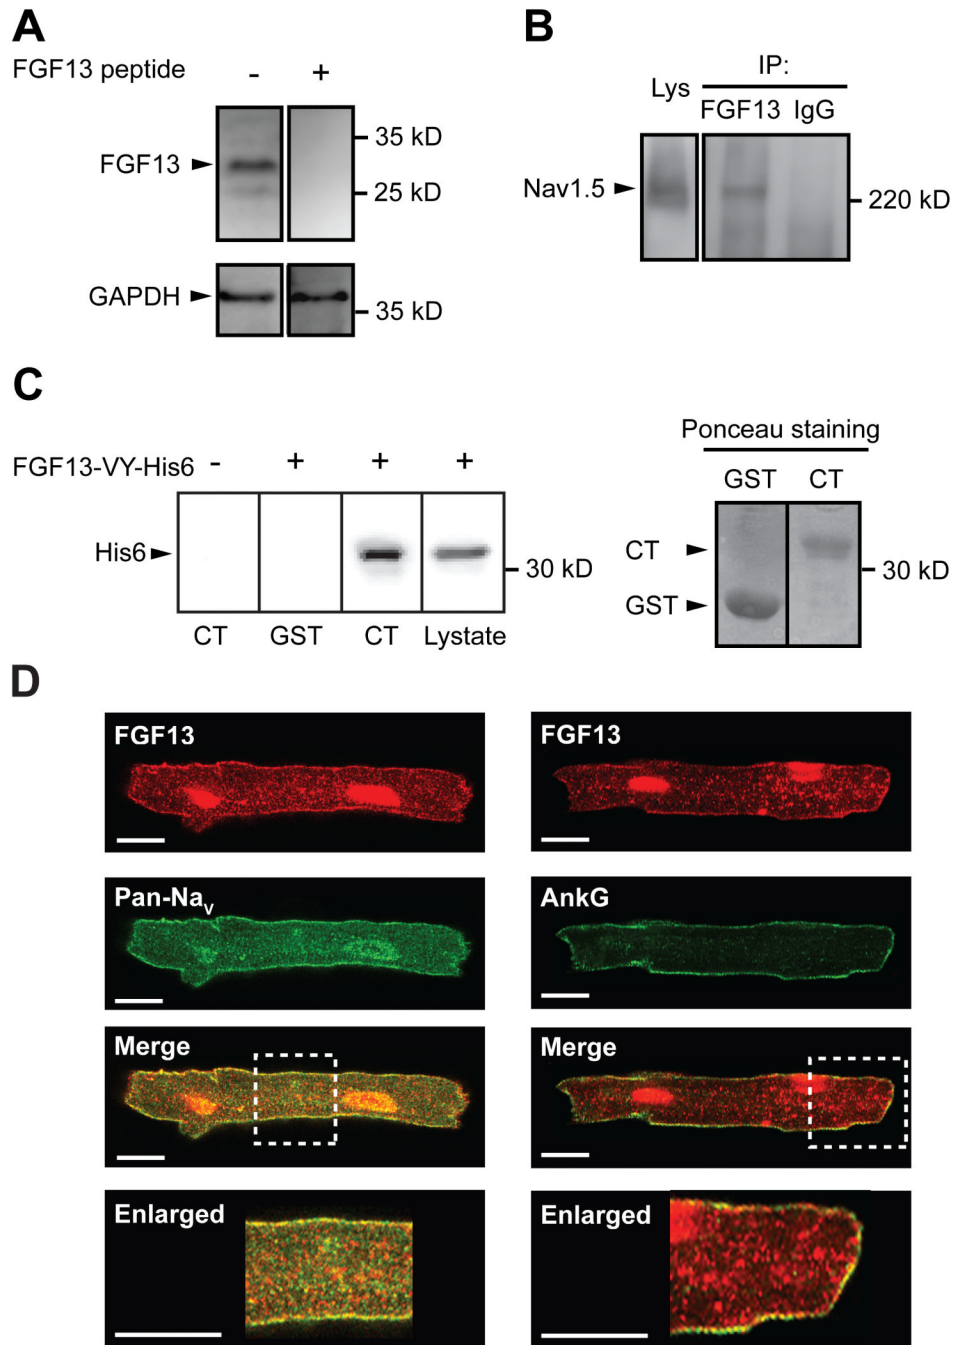 A
FGF13 peptide - +
FGF13
35 kD
25 kD
GAPDH
35 kD
B
IP:
Lys FGF13 IgG
Nav1.5
220 kD
C
FGF13-VY-His6 - + + +
His6
30 kD
CT GST CT Lystate
Ponceau staining
GST CT
CT
30 kD
GST
D
FGF13
FGF13
Pan-NaV
AnkG
Merge
Merge
Enlarged
Enlarged